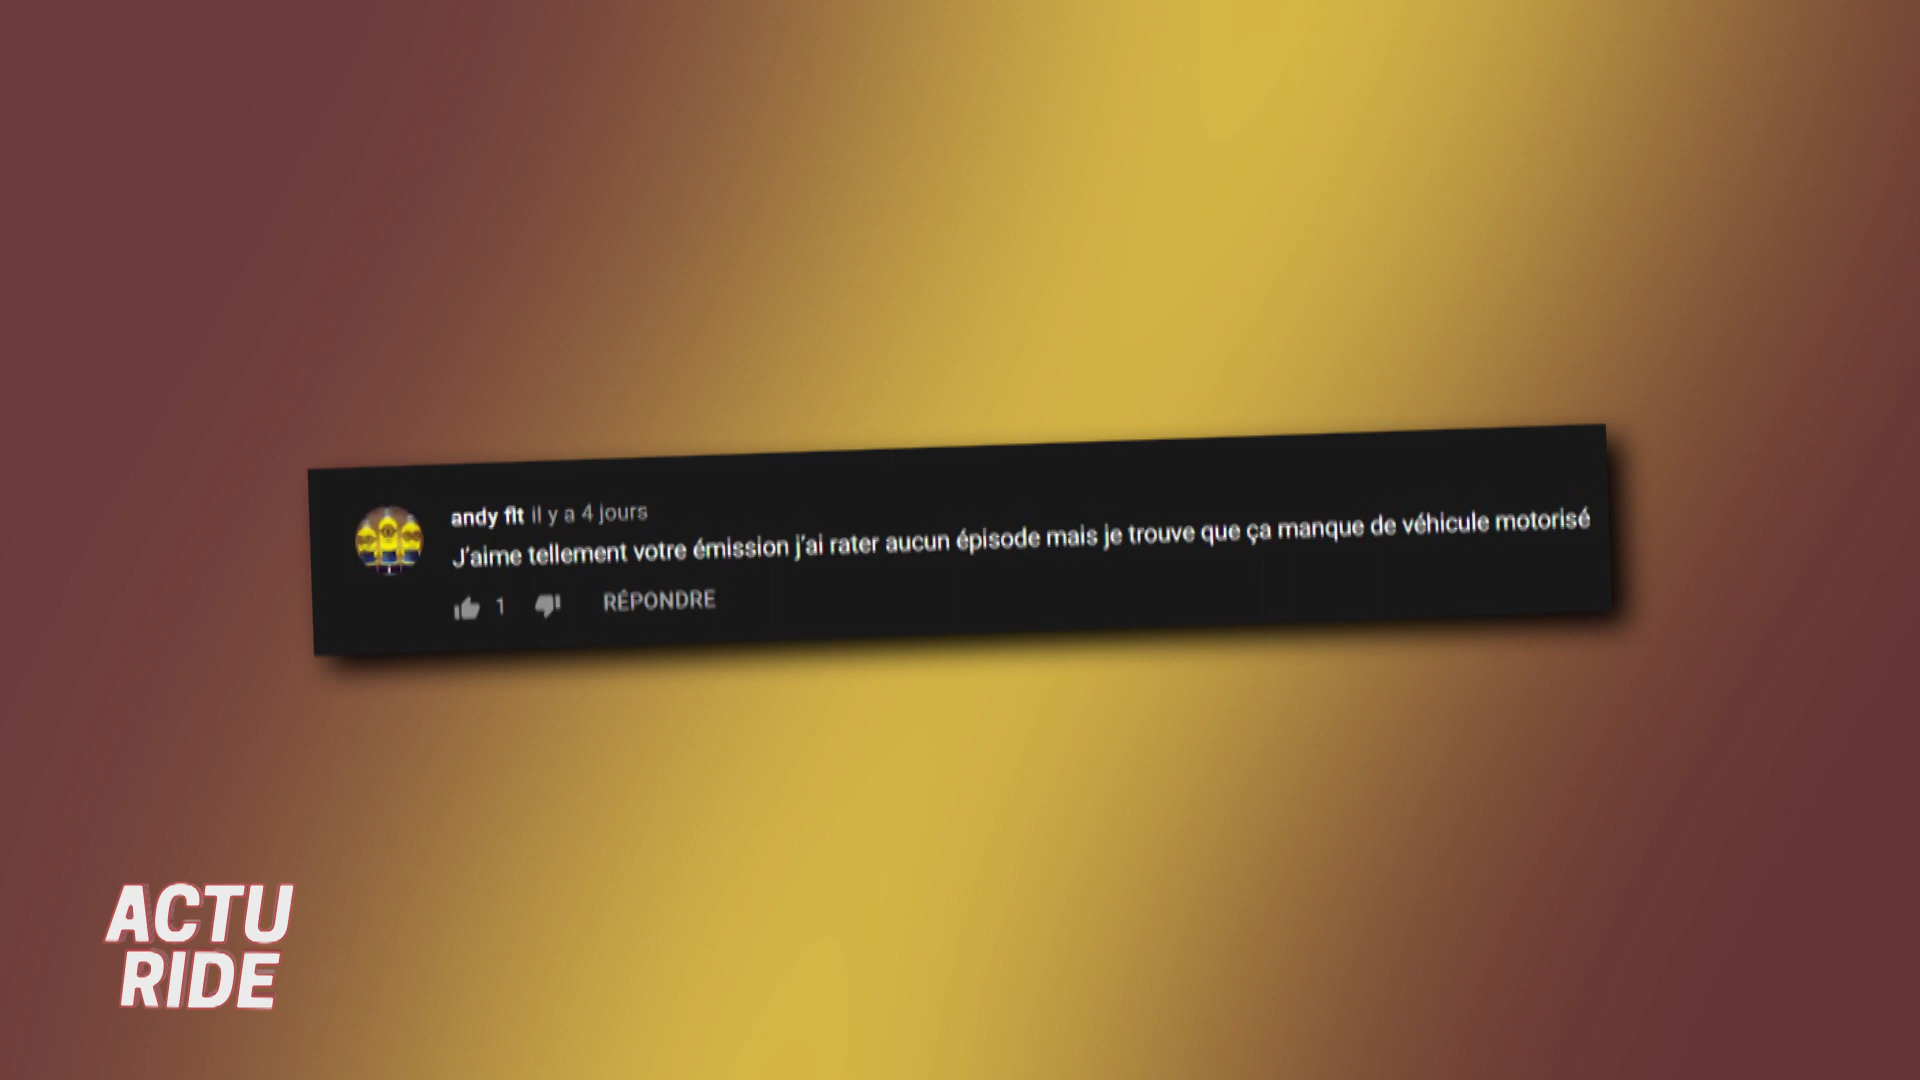 andy fit il y a 4 jours
J'aime tellement votre émission j'ai rater aucun épisode mais je trouve que ça manque de véhicule motorisé
1 RÉPONDRE
ACTU
RIDE